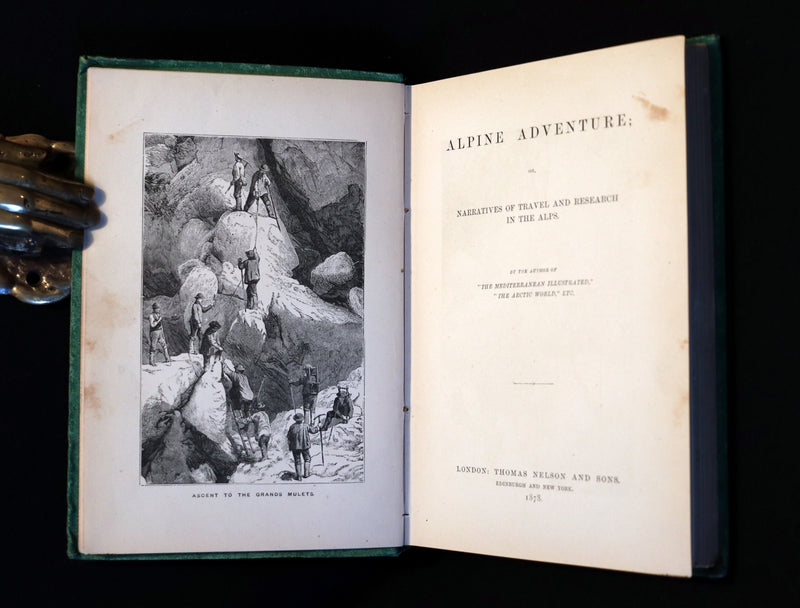 ASCENT TO THE GRANDS MULETS.
ALPINE ADVENTURE;
OR,
NARRATIVES OF TRAVEL AND RESEARCH
IN THE ALPS.
BY THE AUTHOR OF
"THE MEDITERRANEAN ILLUSTRATED,"
"THE ARCTIC WORLD," ETC.
LONDON: THOMAS NELSON AND SONS.
EDINBURGH AND NEW YORK.
1878.